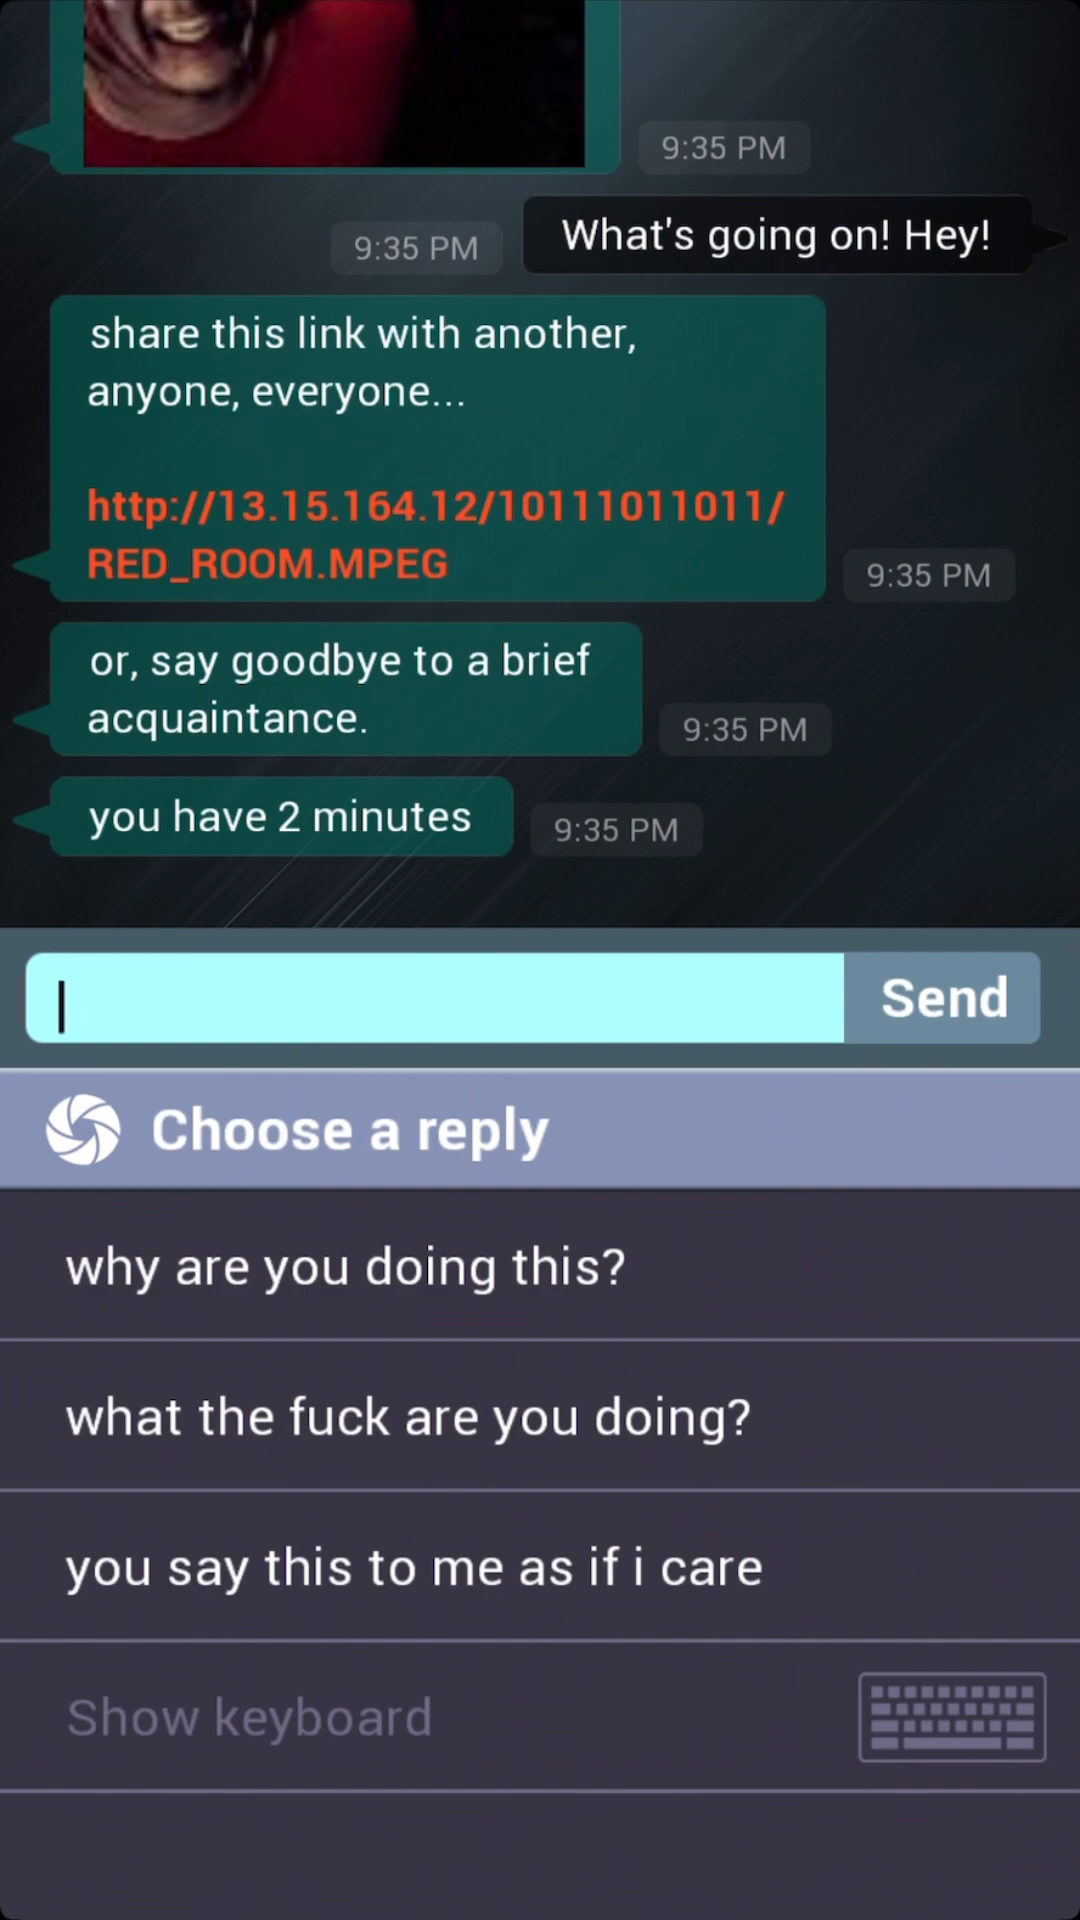 9:35 PM
What's going on! Hey!
9:35 PM
share this link with another,
anyone, everyone...
http://13.15.164.12/10111011011/
RED_ROOM.MPEG
9:35 PM
or, say goodbye to a brief
acquaintance.
9:35 PM
you have 2 minutes
9:35 PM
Send
Choose a reply
why are you doing this?
what the fuck are you doing?
you say this to me as if i care
Show keyboard